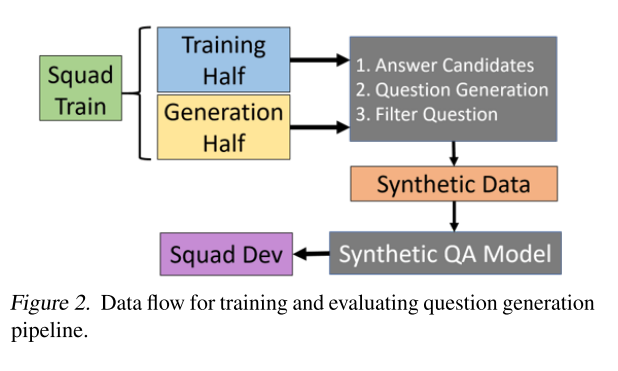 Squad
Train
Training
Half
Generation
Half
1. Answer Candidates
2. Question Generation
3. Filter Question
Synthetic Data
Squad Dev
Synthetic QA Model
Figure 2. Data flow for training and evaluating question generation
pipeline.